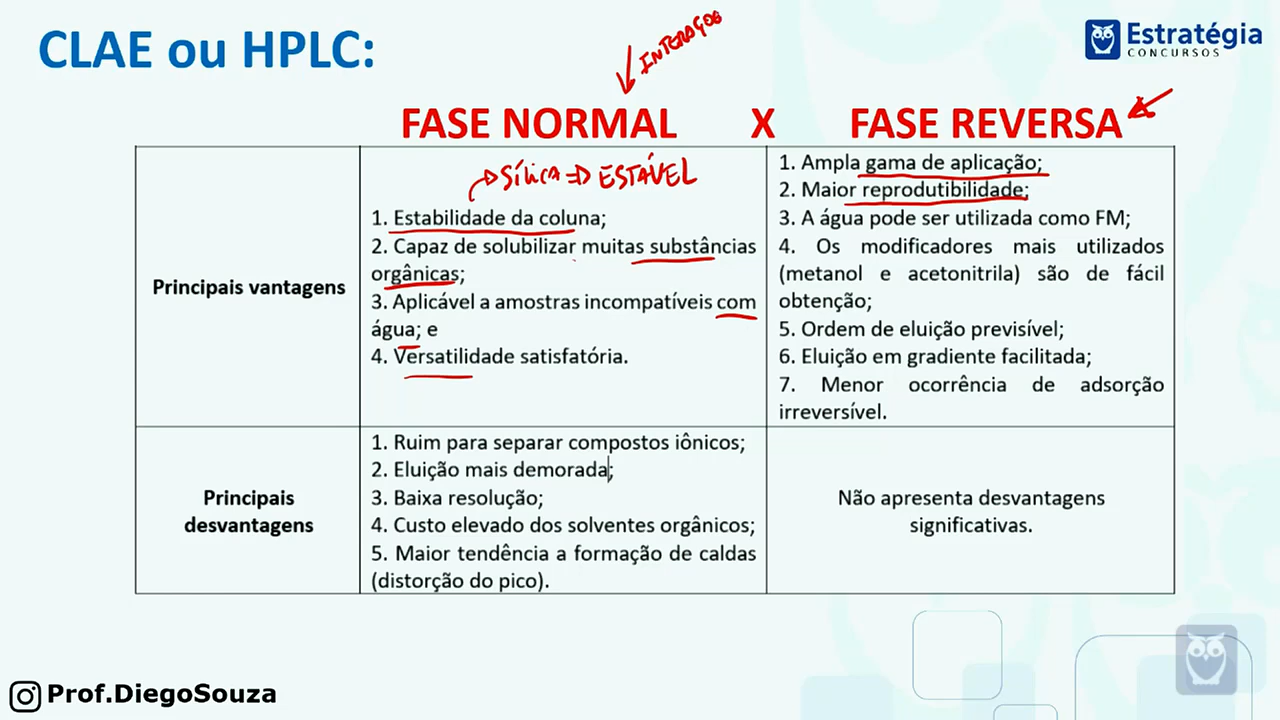 CLAE ou HPLC:
Estratégia
CONCURSOS
INTERAÇÕES
FASE NORMAL X FASE REVERSA
SÍLICA => ESTÁVEL
Principais vantagens
1. Estabilidade da coluna;
2. Capaz de solubilizar muitas substâncias
orgânicas;
3. Aplicável a amostras incompatíveis com
água; e
4. Versatilidade satisfatória.
1. Ampla gama de aplicação;
2. Maior reprodutibilidade;
3. A água pode ser utilizada como FM;
4. Os modificadores mais utilizados
(metanol e acetonitrila) são de fácil
obtenção;
5. Ordem de eluição previsível;
6. Eluição em gradiente facilitada;
7. Menor ocorrência de adsorção
irreversível.
Principais
desvantagens
1. Ruim para separar compostos iônicos;
2. Eluição mais demorada;
3. Baixa resolução;
4. Custo elevado dos solventes orgânicos;
5. Maior tendência a formação de caldas
(distorção do pico).
Não apresenta desvantagens
significativas.
Prof.DiegoSouza